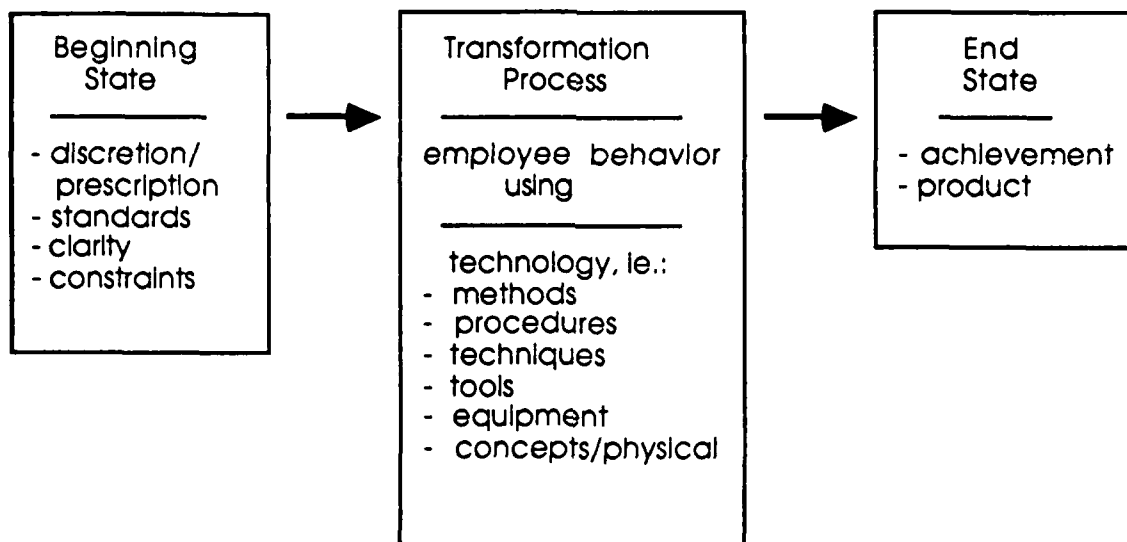 Beginning
State
- discretion/
prescription
- standards
- clarity
- constraints
Transformation
Process
employee behavior
using
technology, ie.:
- methods
- procedures
- techniques
- tools
- equipment
- concepts/physical
End
State
- achievement
- product